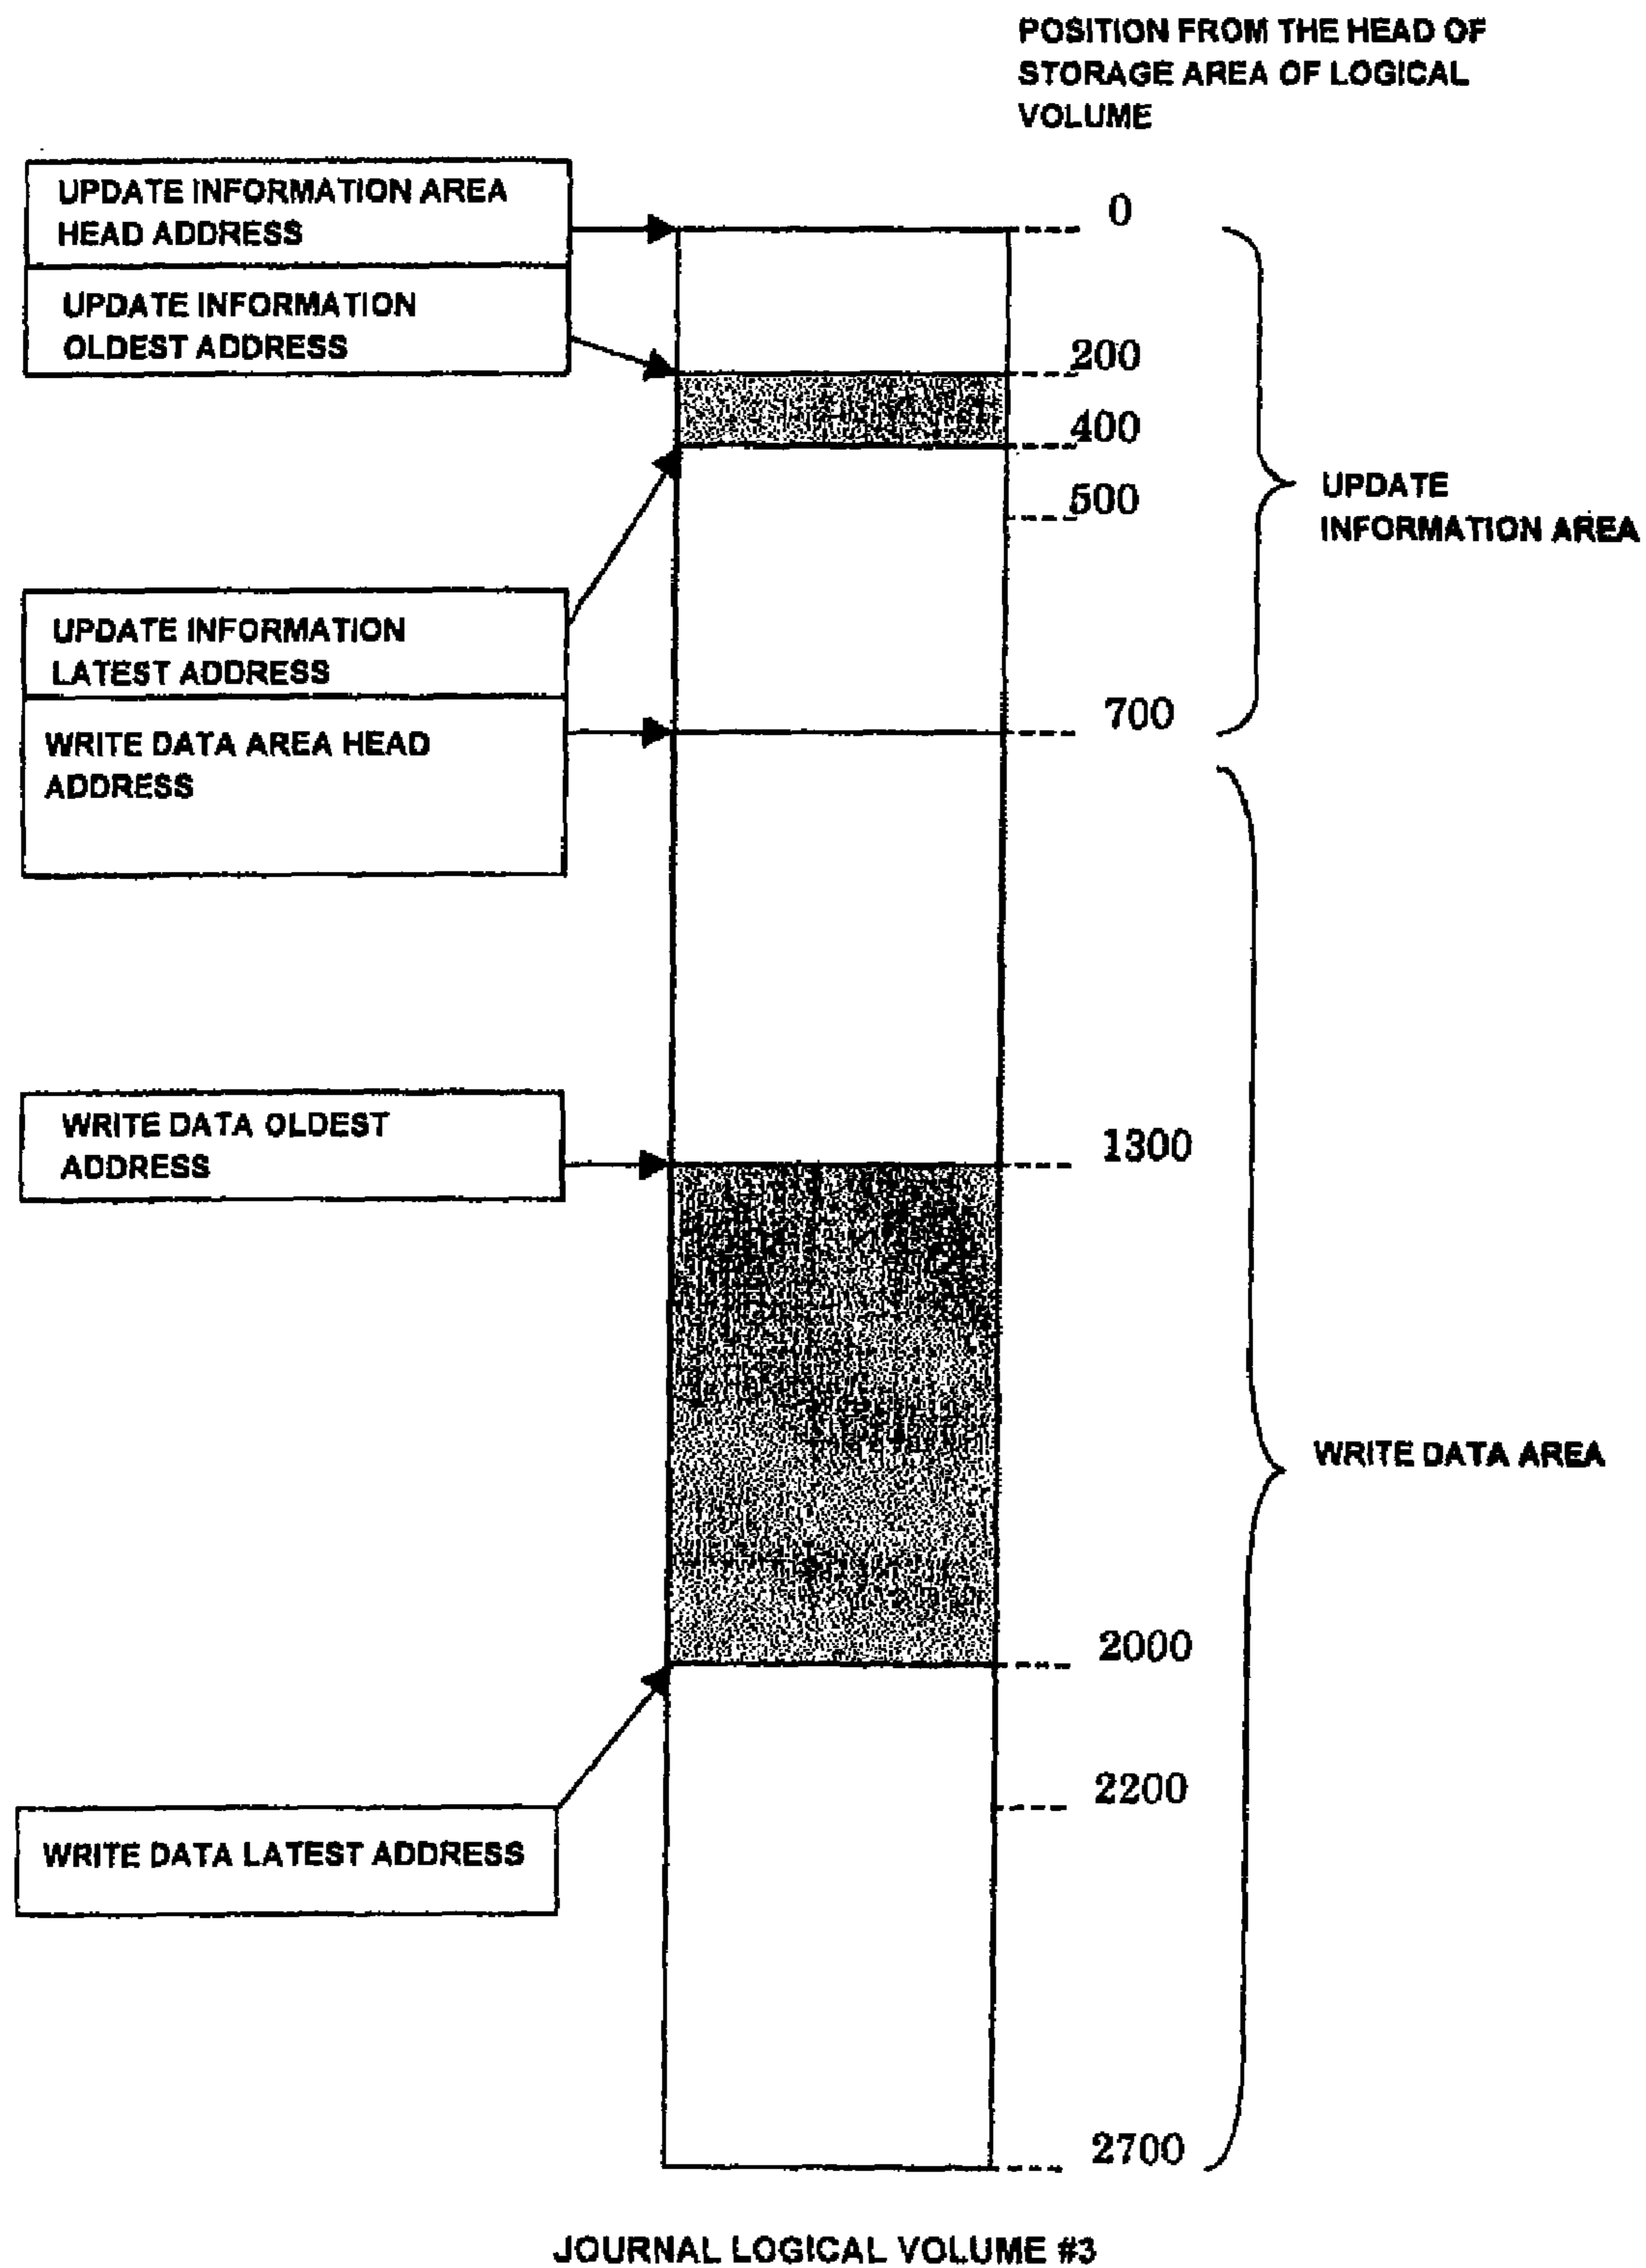 POSITION FROM THE HEAD OF
STORAGE AREA OF LOGICAL
VOLUME
UPDATE INFORMATION AREA
HEAD ADDRESS
0
UPDATE INFORMATION
OLDEST ADDRESS
200
400
500
UPDATE
INFORMATION AREA
UPDATE INFORMATION
LATEST ADDRESS
700
WRITE DATA AREA HEAD
ADDRESS
WRITE DATA OLDEST
ADDRESS
1300
WRITE DATA AREA
2000
2200
WRITE DATA LATEST ADDRESS
2700
JOURNAL LOGICAL VOLUME #3